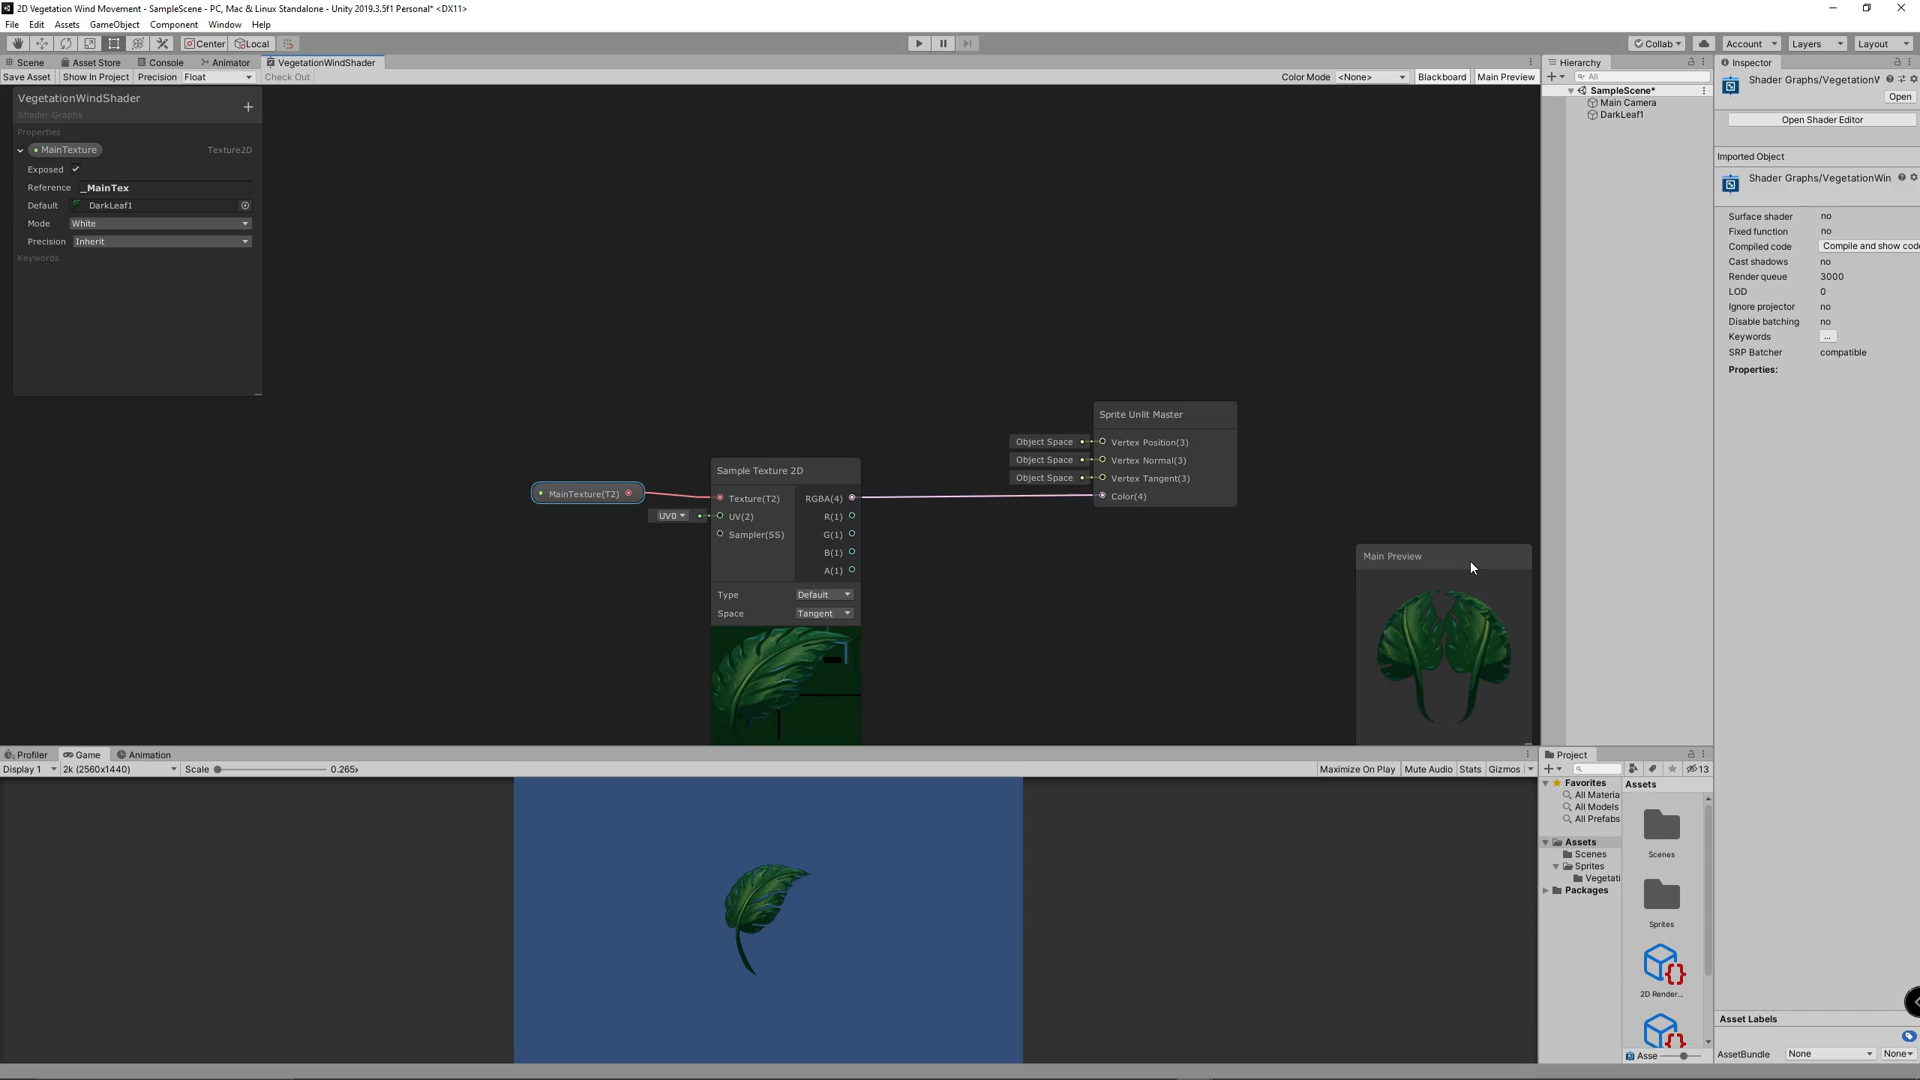 2D Vegetation Wind Movement - SampleScene - PC, Mac & Linux Standalone - Unity 2019.3.5f1 Personal* <DX11>
File Edit Assets GameObject Component Window Help
Center Local Collab Account Layers Layout
Scene Asset Store Console Animator VegetationWindShader
Save Asset Show In Project Precision Float Check Out Color Mode <None> Blackboard Main Preview
VegetationWindShader
Shader Graphs
Properties
MainTexture Texture2D
Exposed
Reference _MainTex
Default DarkLeaf1
Mode White
Precision Inherit
Keywords
MainTexture(T2)
UV0
Sample Texture 2D
Texture(T2) RGBA(4)
UV(2) R(1)
Sampler(SS) G(1)
B(1)
A(1)
Type Default
Space Tangent
Sprite Unlit Master
Object Space Vertex Position(3)
Object Space Vertex Normal(3)
Object Space Vertex Tangent(3)
Color(4)
Main Preview
Hierarchy
All
SampleScene*
Main Camera
DarkLeaf1
Inspector
Shader Graphs/VegetationW
Open
Open Shader Editor
Imported Object
Shader Graphs/VegetationWin
Surface shader no
Fixed function no
Compiled code Compile and show code
Cast shadows no
Render queue 3000
LOD 0
Ignore projector no
Disable batching no
Keywords ...
SRP Batcher compatible
Properties:
Profiler Game Animation
Display 1 2k (2560x1440) Scale 0.265x Maximize On Play Mute Audio Stats Gizmos
Project
13
Favorites
All Materia
All Models
All Prefabs
Assets
Scenes
Sprites
Vegetati
Packages
Assets
Scenes
Sprites
2D Render...
Asse
Asset Labels
AssetBundle None None